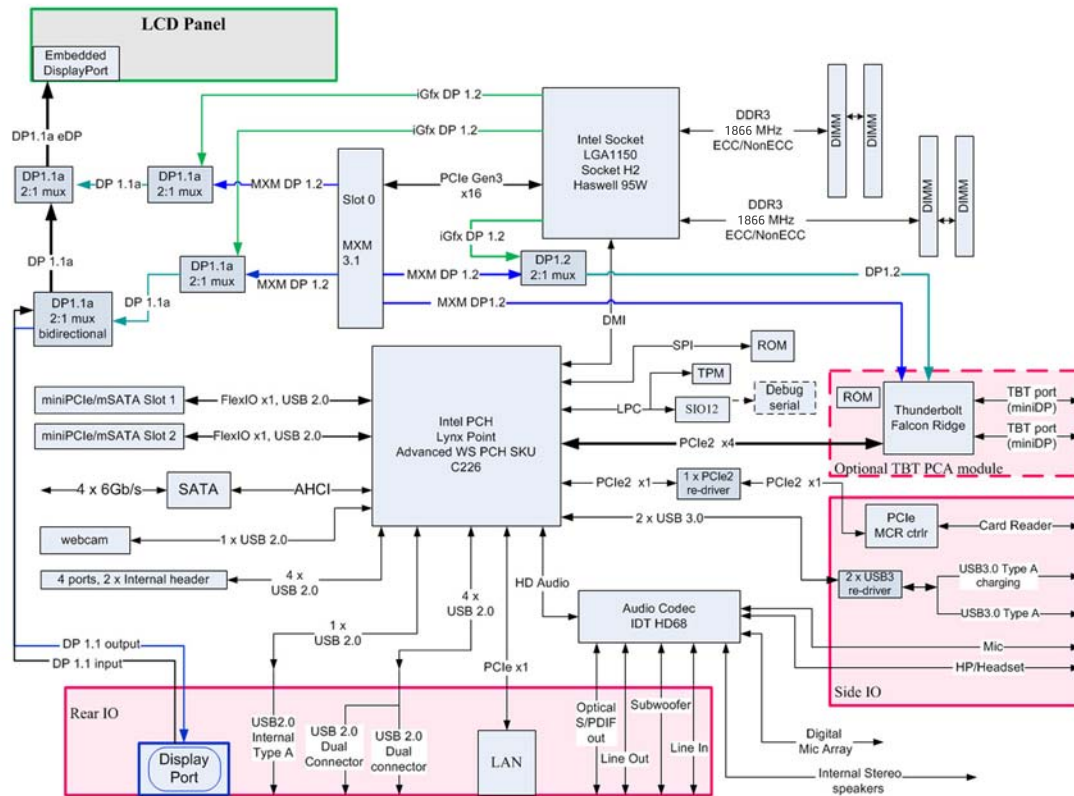 LCD Panel
Embedded
DisplayPort
DP1.1a eDP
DP1.1a
2:1 mux
DP 1.1a
DP1.1a
2:1 mux
iGfx DP 1.2
iGfx DP 1.2
MXM DP 1.2
Slot 0
MXM
3.1
PCIe Gen3
x16
Intel Socket
LGA1150
Socket H2
Haswell 95W
DDR3
1866 MHz
ECC/NonECC
DIMM
DIMM
DDR3
1866 MHz
ECC/NonECC
DIMM
DIMM
DP 1.1a
DP1.1a
2:1 mux
bidirectional
DP 1.1a
DP1.1a
2:1 mux
MXM DP 1.2
iGfx DP 1.2
MXM DP 1.2
DP1.2
2:1 mux
DP1.2
MXM DP1.2
DMI
SPI
ROM
TPM
LPC
SIO12
Debug
serial
Intel PCH
Lynx Point
Advanced WS PCH SKU
C226
miniPCIe/mSATA Slot 1
FlexIO x1, USB 2.0
miniPCIe/mSATA Slot 2
FlexIO x1, USB 2.0
4 x 6Gb/s
SATA
AHCI
webcam
1 x USB 2.0
4 ports, 2 x Internal header
4 x
USB 2.0
PCIe2 x4
ROM
Thunderbolt
Falcon Ridge
TBT port
(miniDP)
TBT port
(miniDP)
Optional TBT PCA module
PCIe2 x1
1 x PCIe2
re-driver
PCIe2 x1
2 x USB 3.0
PCIe
MCR ctrlr
Card Reader
2 x USB3
re-driver
USB3.0 Type A
charging
USB3.0 Type A
Mic
HP/Headset
Side IO
HD Audio
Audio Codec
IDT HD68
1 x
USB 2.0
4 x
USB 2.0
PCIe x1
DP 1.1 output
DP 1.1 input
Rear IO
Display
Port
USB2.0
Internal
Type A
USB 2.0
Dual
Connector
USB 2.0
Dual
connector
LAN
Optical
S/PDIF
out
Line Out
Subwoofer
Line In
Digital
Mic Array
Internal Stereo
speakers